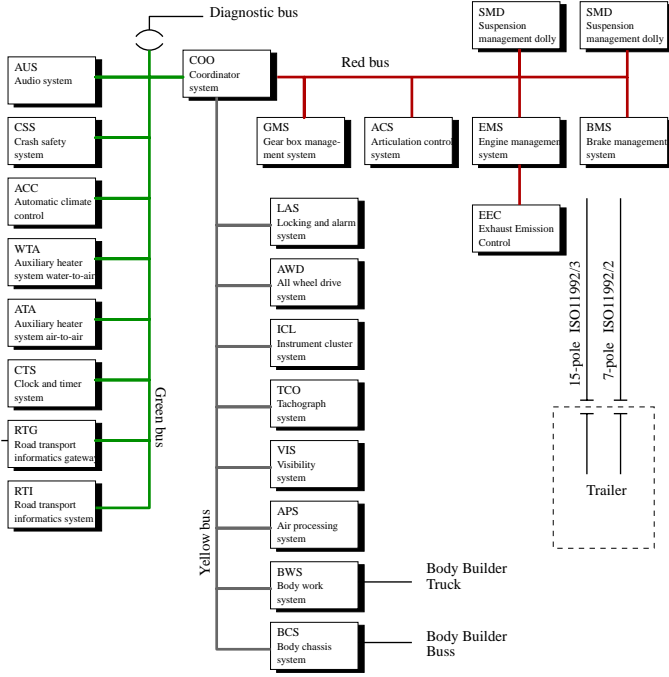 Diagnostic bus
AUS
Audio system
CSS
Crash safety
system
ACC
Automatic climate
control
WTA
Auxiliary heater
system water-to-air
ATA
Auxiliary heater
system air-to-air
CTS
Clock and timer
system
RTG
Road transport
informatics gateway
RTI
Road transport
informatics system
Green bus
COO
Coordinator
system
Red bus
SMD
Suspension
management dolly
SMD
Suspension
management dolly
GMS
Gear box manage-
ment system
ACS
Articulation control
system
EMS
Engine management
system
BMS
Brake management
system
EEC
Exhaust Emission
Control
LAS
Locking and alarm
system
AWD
All wheel drive
system
ICL
Instrument cluster
system
TCO
Tachograph
system
VIS
Visibility
system
APS
Air processing
system
BWS
Body work
system
BCS
Body chassis
system
Yellow bus
Body Builder
Truck
Body Builder
Buss
15-pole ISO11992/3
7-pole ISO11992/2
Trailer